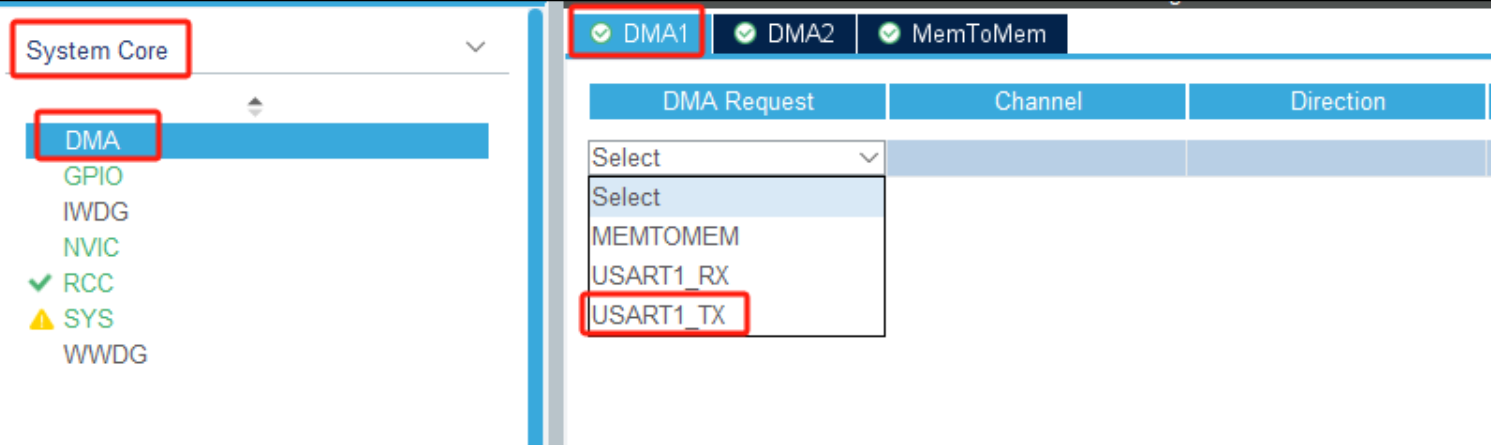 System Core
DMA
GPIO
IWDG
NVIC
RCC
SYS
WWDG
DMA1 DMA2 MemToMem
DMA Request Channel Direction
Select
Select
MEMTOMEM
USART1_RX
USART1_TX